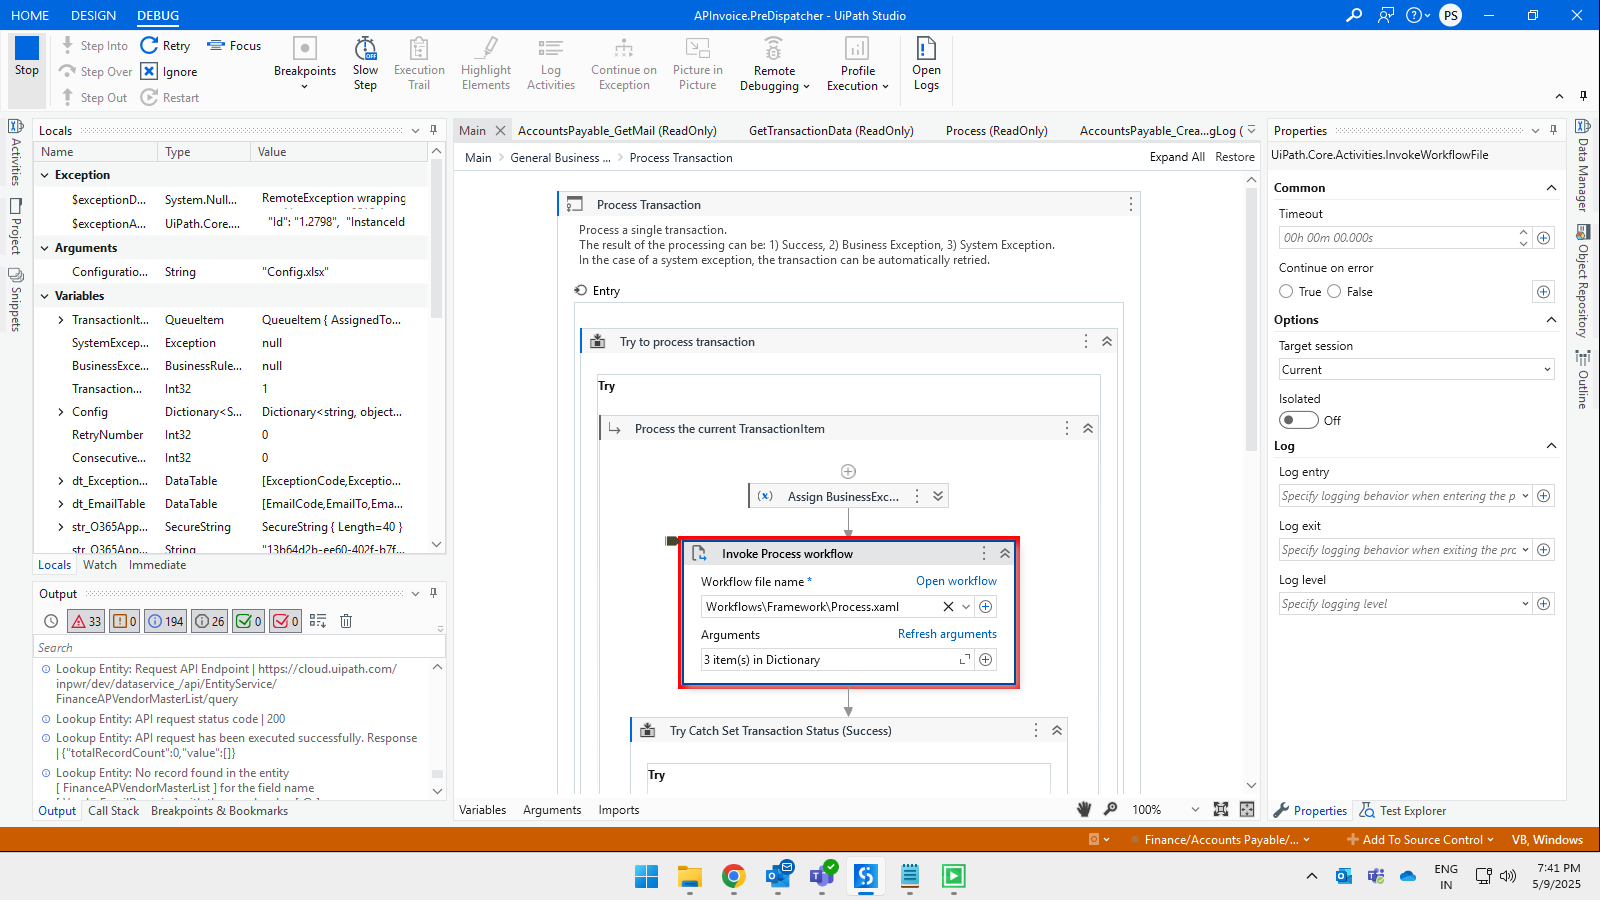 HOME DESIGN DEBUG
APInvoice.PreDispatcher - UiPath Studio
PS
Stop
Step Into
Retry
Focus
Step Over
Ignore
Step Out
Restart
Breakpoints
Slow
Step
OFF
Execution
Trail
Highlight
Elements
Log
Activities
Continue on
Exception
Picture in
Picture
Remote
Debugging
Profile
Execution
Open
Logs
Activities
Project
Snippets
Locals
Name Type Value
Exception
$exceptionD... System.Null... RemoteException wrapping
$exceptionA... UiPath.Core.... "Id": "1.2798", "InstanceId
Arguments
Configuratio... String "Config.xlsx"
Variables
TransactionIt... QueueItem QueueItem { AssignedTo...
SystemExcep... Exception null
BusinessExce... BusinessRule... null
Transaction... Int32 1
Config Dictionary<S... Dictionary<string, object...
RetryNumber Int32 0
Consecutive... Int32 0
dt_Exception... DataTable [ExceptionCode,Exceptio...
dt_EmailTable DataTable [EmailCode,EmailTo,Ema...
str_O365App... SecureString SecureString { Length=40 }
str_O365App... String "13b64d2b-ee60-402f-b7f...
Locals Watch Immediate
Output
33 0 194 26 0 0
Search
Lookup Entity: Request API Endpoint | https://cloud.uipath.com/
inpwr/dev/dataservice_/api/EntityService/
FinanceAPVendorMasterList/query
Lookup Entity: API request status code | 200
Lookup Entity: API request has been executed successfully. Response
| {"totalRecordCount":0,"value":[]}
Lookup Entity: No record found in the entity
[ FinanceAPVendorMasterList ] for the field name
Output Call Stack Breakpoints & Bookmarks
Main AccountsPayable_GetMail (ReadOnly) GetTransactionData (ReadOnly) Process (ReadOnly) AccountsPayable_Crea...gLog (
Main General Business ... Process Transaction
Expand All Restore
Process Transaction
Process a single transaction.
The result of the processing can be: 1) Success, 2) Business Exception, 3) System Exception.
In the case of a system exception, the transaction can be automatically retried.
Entry
Try to process transaction
Try
Process the current TransactionItem
(x) Assign BusinessExc...
Invoke Process workflow
Workflow file name * Open workflow
Workflows\Framework\Process.xaml
Arguments Refresh arguments
3 item(s) in Dictionary
Try Catch Set Transaction Status (Success)
Try
Variables Arguments Imports
100%
Properties
UiPath.Core.Activities.InvokeWorkflowFile
Common
Timeout
00h 00m 00.000s
Continue on error
True False
Options
Target session
Current
Isolated
Off
Log
Log entry
Specify logging behavior when entering the p
Log exit
Specify logging behavior when exiting the prc
Log level
Specify logging level
Properties Test Explorer
Data Manager
Object Repository
Outline
Finance/Accounts Payable/... Add To Source Control VB, Windows
ENG
IN
7:41 PM
5/9/2025